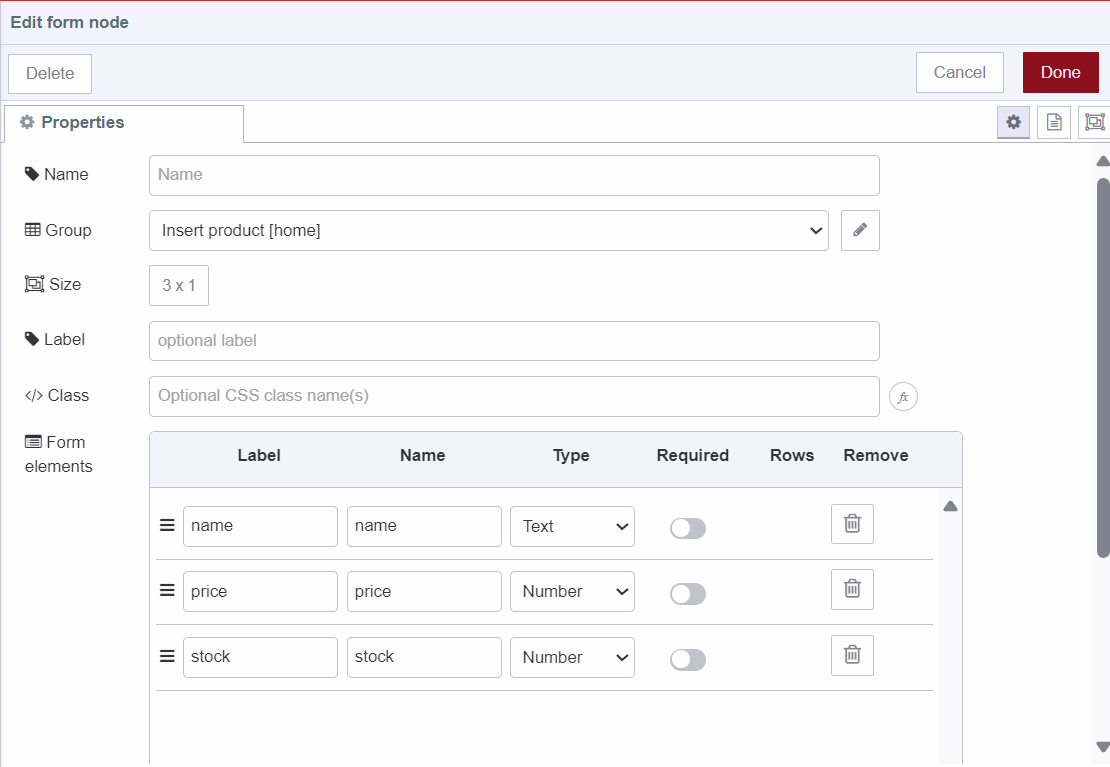 Edit form node
Delete
Cancel
Done
Properties
Name
Name
Group
Insert product [home]
Size
3 x 1
Label
optional label
</> Class
Optional CSS class name(s)
fx
Form
elements
Label Name Type Required Rows Remove
name name Text
price price Number
stock stock Number